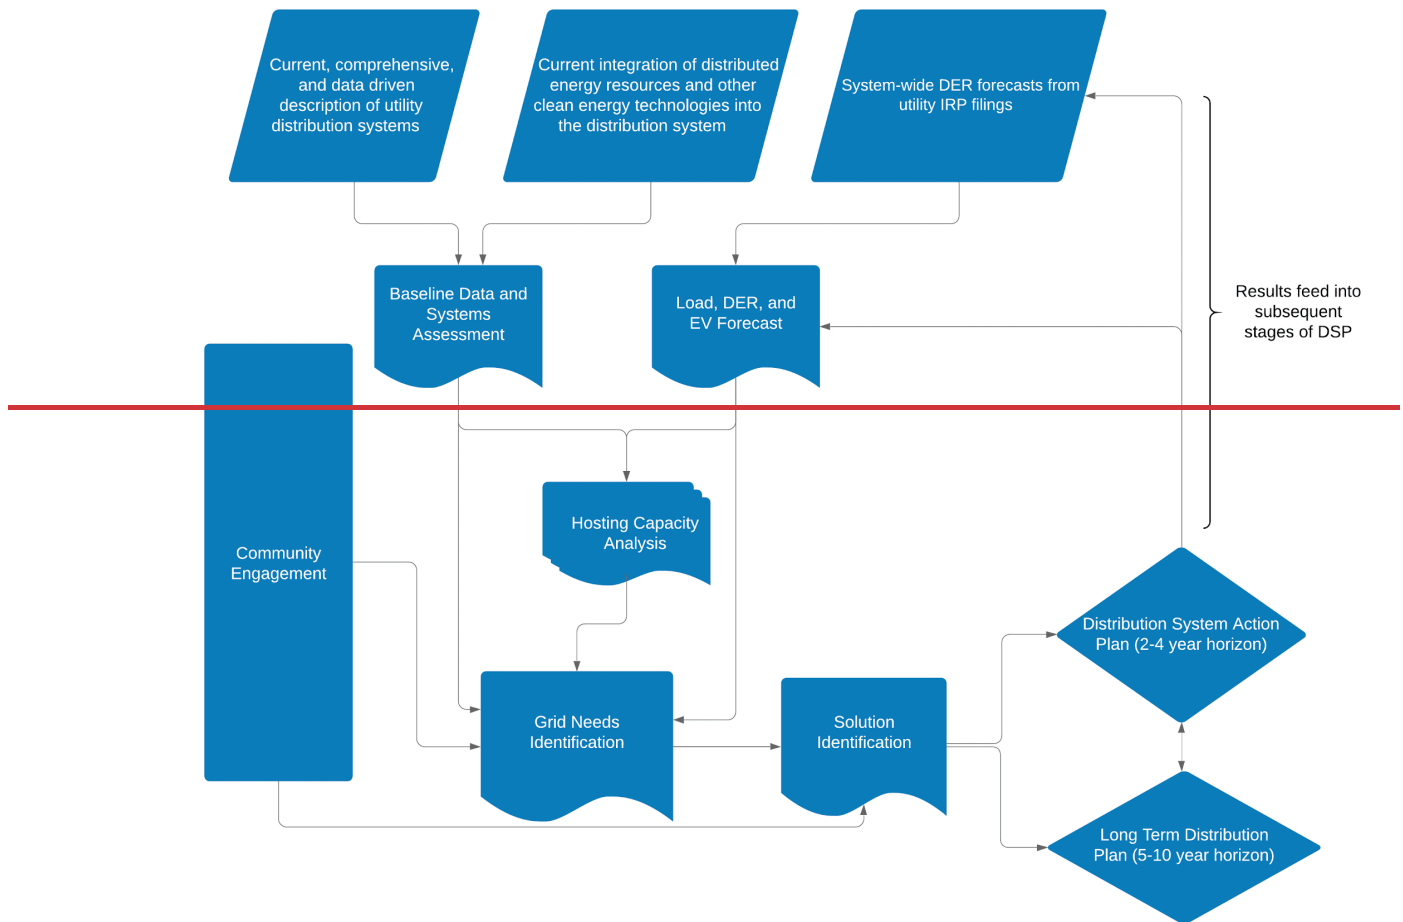 Current, comprehensive,
and data driven
description of utility
distribution systems
Current integration of distributed
energy resources and other
clean energy technologies into
the distribution system
System-wide DER forecasts from
utility IRP filings
Baseline Data and
Systems
Assessment
Load, DER, and
EV Forecast
Results feed into
subsequent
stages of DSP
Community
Engagement
Hosting Capacity
Analysis
Grid Needs
Identification
Solution
Identification
Distribution System Action
Plan (2-4 year horizon)
Long Term Distribution
Plan (5-10 year horizon)